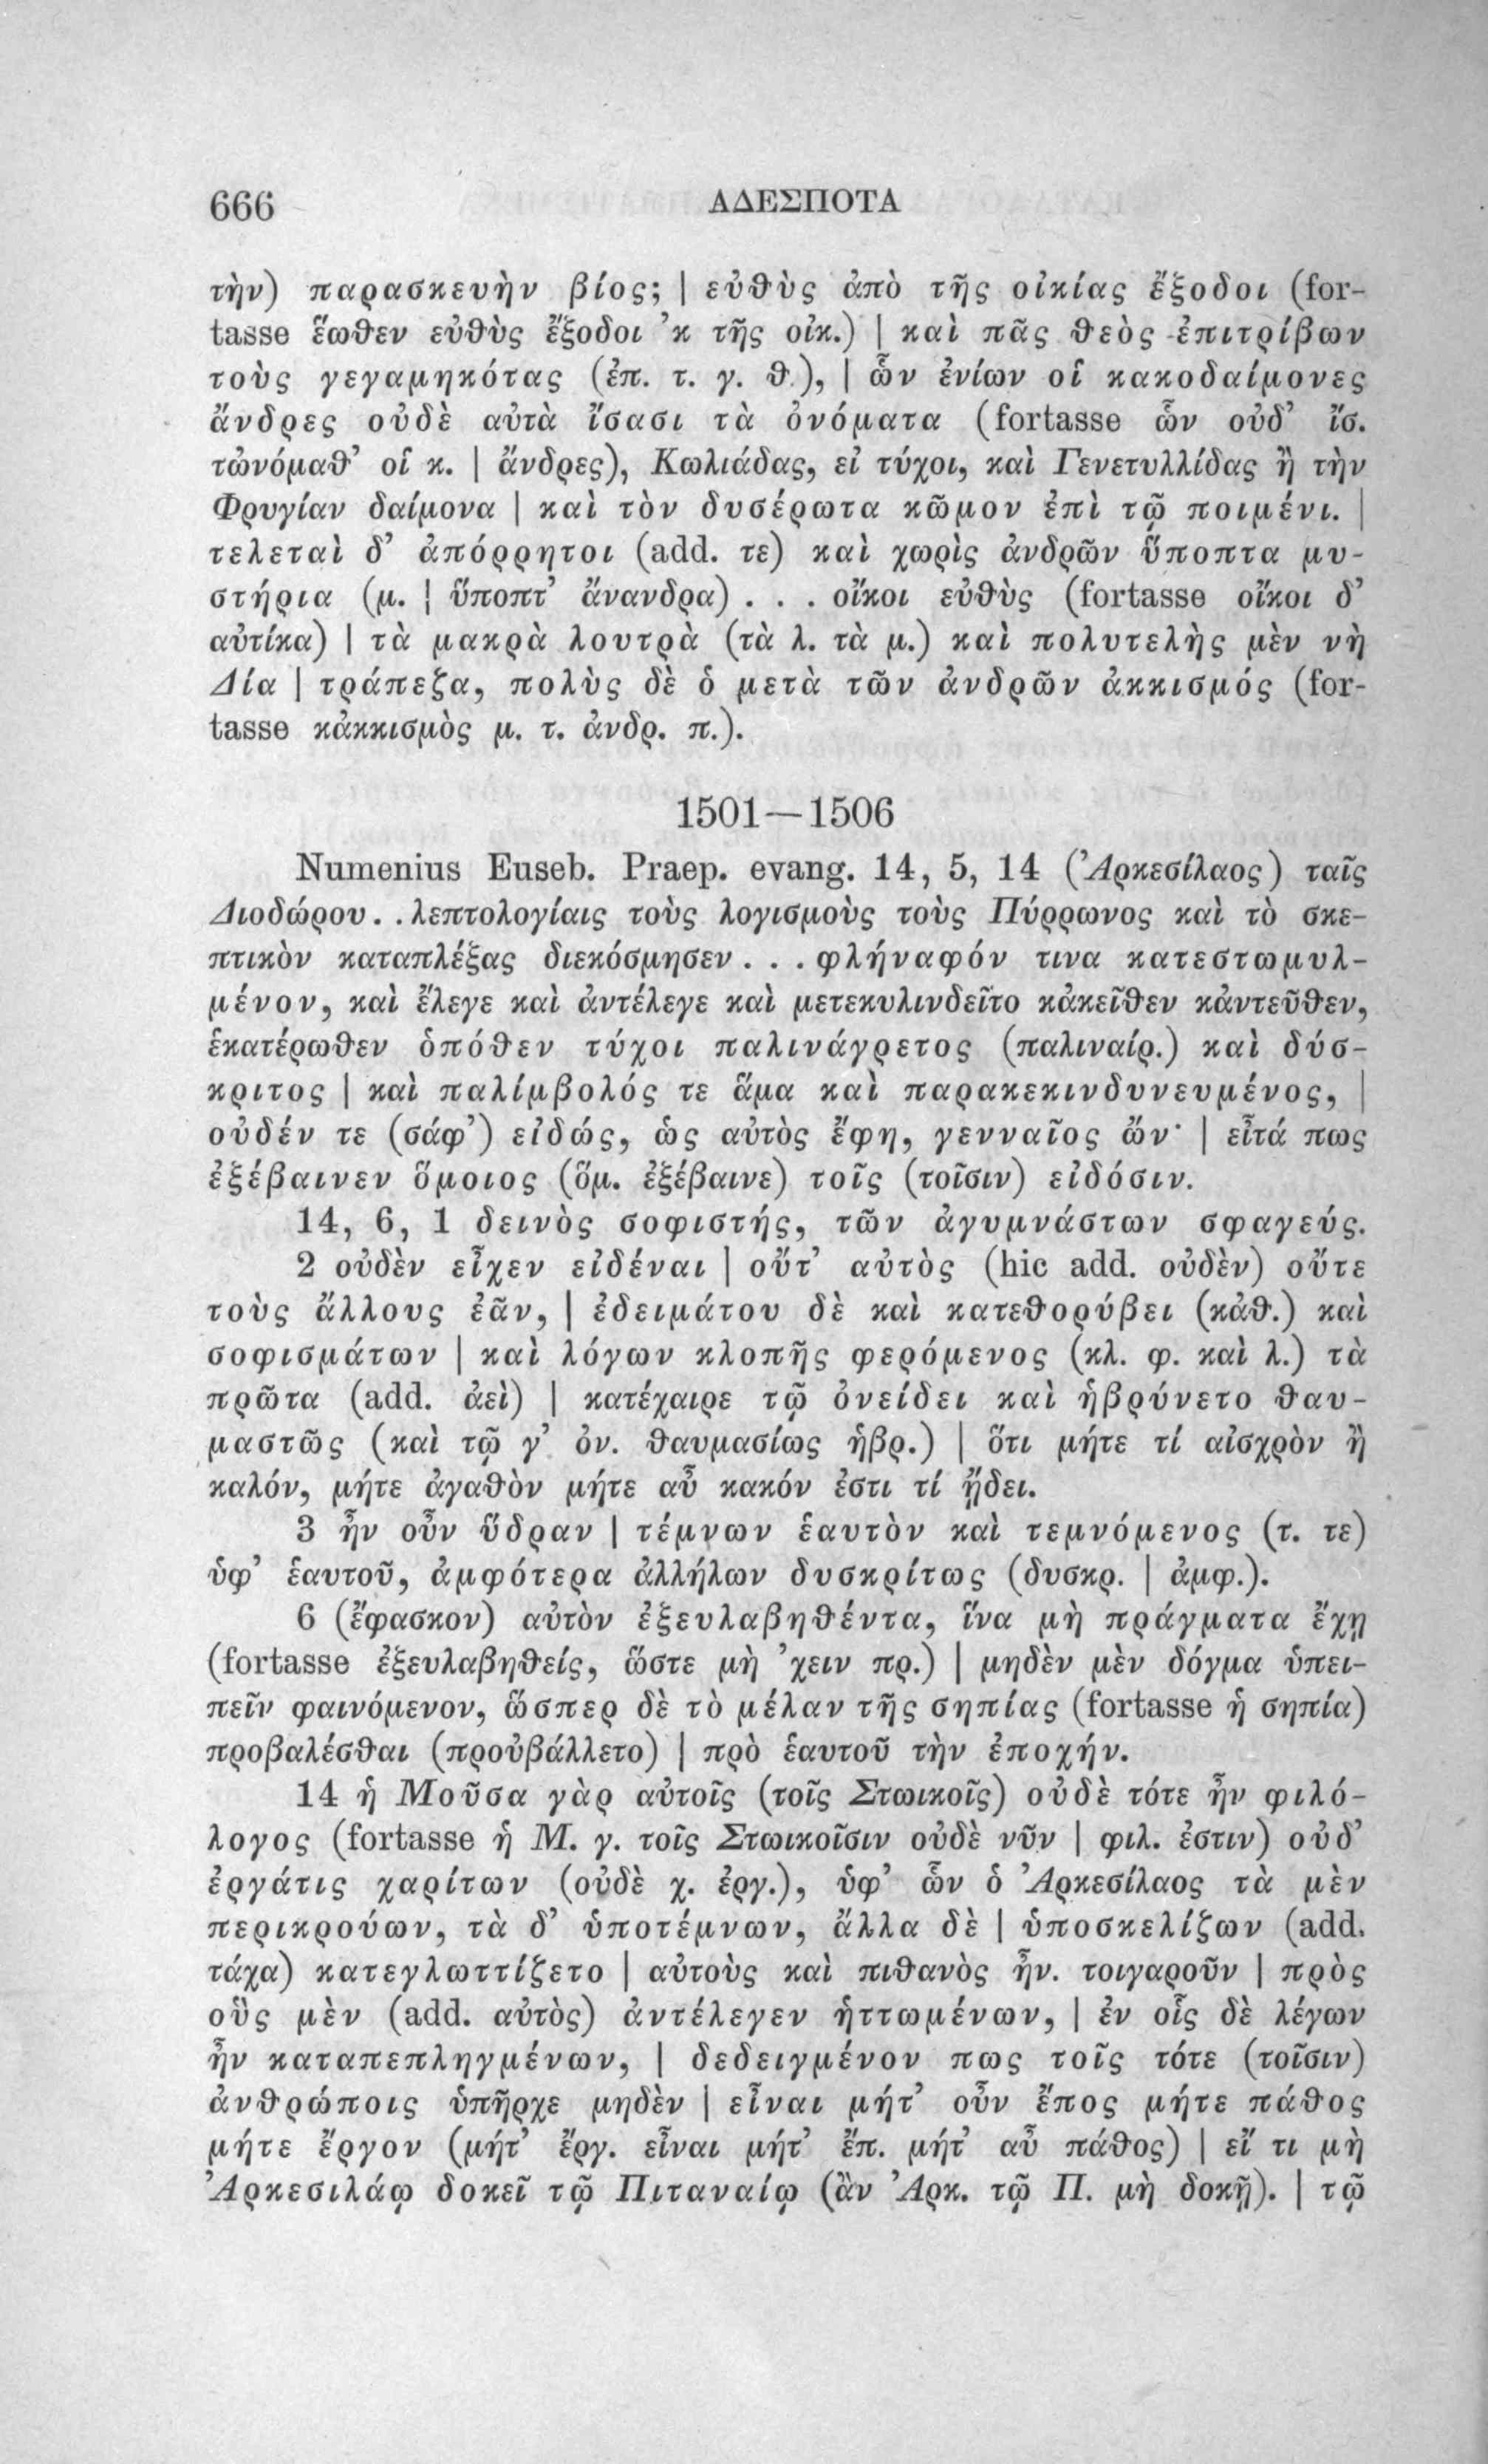 666 ΑΔΕΣΠΟΤΑ
τὴν) παρασκευὴν βίος; | εὐθὺς ἀπὸ τῆς οἰκίας ἔξοδοι (for-
tasse ἕωθεν εὐθὺς ἔξοδοι ’κ τῆς οἰκ.) | καὶ πᾶς θεὸς ἐπιτρίβων
τοὺς γεγαμηκότας (ἐπ. τ. γ. θ.), | ὧν ἐνίων οἱ κακοδαίμονες
ἄνδρες οὐδὲ αὐτὰ ἴσασι τὰ ὀνόματα (fortasse ὧν οὐδ’ ἴσ.
τὠνόμαθ’ οἱ κ. | ἄνδρες), Κωλιάδας, εἰ τύχοι, καὶ Γενετυλλίδας ἢ τὴν
Φρυγίαν δαίμονα | καὶ τὸν δυσέρωτα κῶμον ἐπὶ τῷ ποιμένι. |
τελεταὶ δ’ ἀπόρρητοι (add. τε) καὶ χωρὶς ἀνδρῶν ὕποπτα μυ-
στήρια (μ. | ὕποπτ’ ἄνανδρα) . . . οἴκοι εὐθὺς (fortasse οἴκοι δ’
αὐτίκα) | τὰ μακρὰ λουτρὰ (τὰ λ. τὰ μ.) καὶ πολυτελὴς μὲν νὴ
Δία | τράπεζα, πολὺς δὲ ὁ μετὰ τῶν ἀνδρῶν ἀκκισμός (for-
tasse κἀκκισμὸς μ. τ. ἀνδρ. π.).
1501—1506
Numenius Euseb. Praep. evang. 14, 5, 14 (Ἀρκεσίλαος) ταῖς
Διοδώρου . . λεπτολογίαις τοὺς λογισμοὺς τοὺς Πύρρωνος καὶ τὸ σκε-
πτικὸν καταπλέξας διεκόσμησεν . . . φλήναφόν τινα κατεστωμυλ-
μένον, καὶ ἔλεγε καὶ ἀντέλεγε καὶ μετεκυλινδεῖτο κἀκεῖθεν κἀντεῦθεν,
ἑκατέρωθεν ὁπόθεν τύχοι παλινάγρετος (παλιναίρ.) καὶ δύσ-
κριτος | καὶ παλίμβολός τε ἅμα καὶ παρακεκινδυνευμένος, |
οὐδέν τε (σάφ’) εἰδώς, ὡς αὐτὸς ἔφη, γενναῖος ὤν· | εἶτά πως
ἐξέβαινεν ὅμοιος (ὅμ. ἐξέβαινε) τοῖς (τοῖσιν) εἰδόσιν.
14, 6, 1 δεινὸς σοφιστής, τῶν ἀγυμνάστων σφαγεύς.
2 οὐδὲν εἶχεν εἰδέναι | οὔτ’ αὐτὸς (hic add. οὐδὲν) οὔτε
τοὺς ἄλλους ἐᾶν, | ἐδειμάτου δὲ καὶ κατεθορύβει (κἀθ.) καὶ
σοφισμάτων | καὶ λόγων κλοπῆς φερόμενος (κλ. φ. καὶ λ.) τὰ
πρῶτα (add. ἀεὶ) | κατέχαιρε τῷ ὀνείδει καὶ ἡβρύνετο θαυ-
μαστῶς (καὶ τῷ γ’ ὀν. θαυμασίως ἡβρ.) | ὅτι μήτε τί αἰσχρὸν ἢ
καλόν, μήτε ἀγαθὸν μήτε αὖ κακόν ἐστι τί ᾔδει.
3 ἦν οὖν ὕδραν | τέμνων ἑαυτὸν καὶ τεμνόμενος (τ. τε)
ὑφ’ ἑαυτοῦ, ἀμφότερα ἀλλήλων δυσκρίτως (δυσκρ. | ἀμφ.).
6 (ἔφασκον) αὐτὸν ἐξευλαβηθέντα, ἵνα μὴ πράγματα ἔχῃ
(fortasse ἐξευλαβηθείς, ὥστε μὴ ’χειν πρ.) | μηδὲν μὲν δόγμα ὑπει-
πεῖν φαινόμενον, ὥσπερ δὲ τὸ μέλαν τῆς σηπίας (fortasse ἡ σηπία)
προβαλέσθαι (προὐβάλλετο) | πρὸ ἑαυτοῦ τὴν ἐποχήν.
14 ἡ Μοῦσα γὰρ αὐτοῖς (τοῖς Στωικοῖς) οὐδὲ τότε ἦν φιλό-
λογος (fortasse ἡ Μ. γ. τοῖς Στωικοῖσιν οὐδὲ νῦν | φιλ. ἐστιν) οὐδ’
ἐργάτις χαρίτων (οὐδὲ χ. ἐργ.), ὑφ’ ὧν ὁ Ἀρκεσίλαος τὰ μὲν
περικρούων, τὰ δ’ ὑποτέμνων, ἄλλα δὲ | ὑποσκελίζων (add.
τάχα) κατεγλωττίζετο | αὐτοὺς καὶ πιθανὸς ἦν. τοιγαροῦν | πρὸς
οὓς μὲν (add. αὐτὸς) ἀντέλεγεν ἡττωμένων, | ἐν οἷς δὲ λέγων
ἦν καταπεπληγμένων, | δεδειγμένον πως τοῖς τότε (τοῖσιν)
ἀνθρώποις ὑπῆρχε μηδὲν | εἶναι μήτ’ οὖν ἔπος μήτε πάθος
μήτε ἔργον (μήτ’ ἔργ. εἶναι μήτ’ ἔπ. μήτ’ αὖ πάθος) | εἴ τι μὴ
Ἀρκεσιλάῳ δοκεῖ τῷ Πιταναίῳ (ἂν Ἀρκ. τῷ Π. μὴ δοκῇ). | τῷ